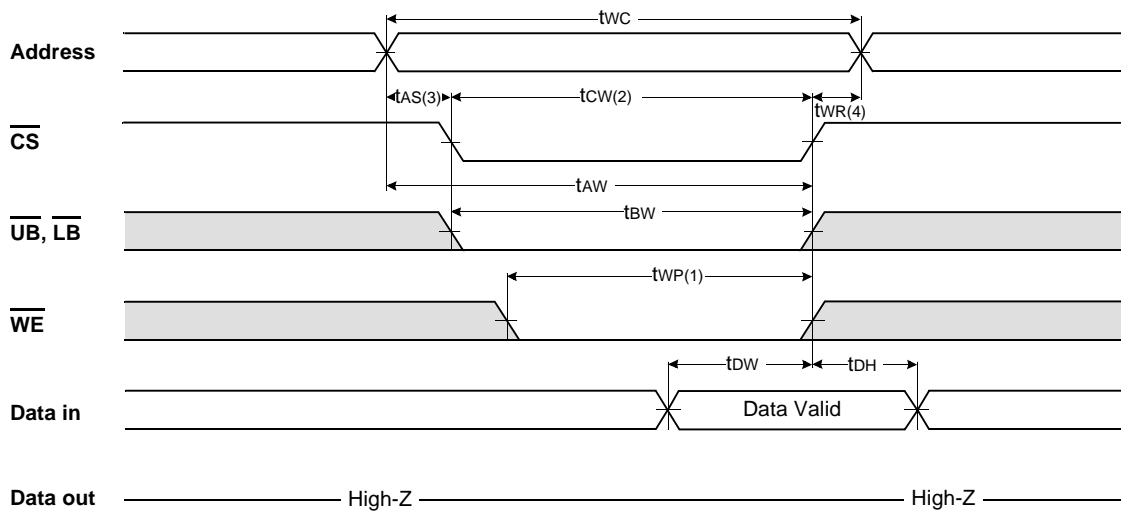 tWC
Address
tAS(3) tCW(2) tWR(4)
CS
tAW
tBW
UB, LB
tWP(1)
WE
tDW tDH
Data in Data Valid
Data out High-Z High-Z